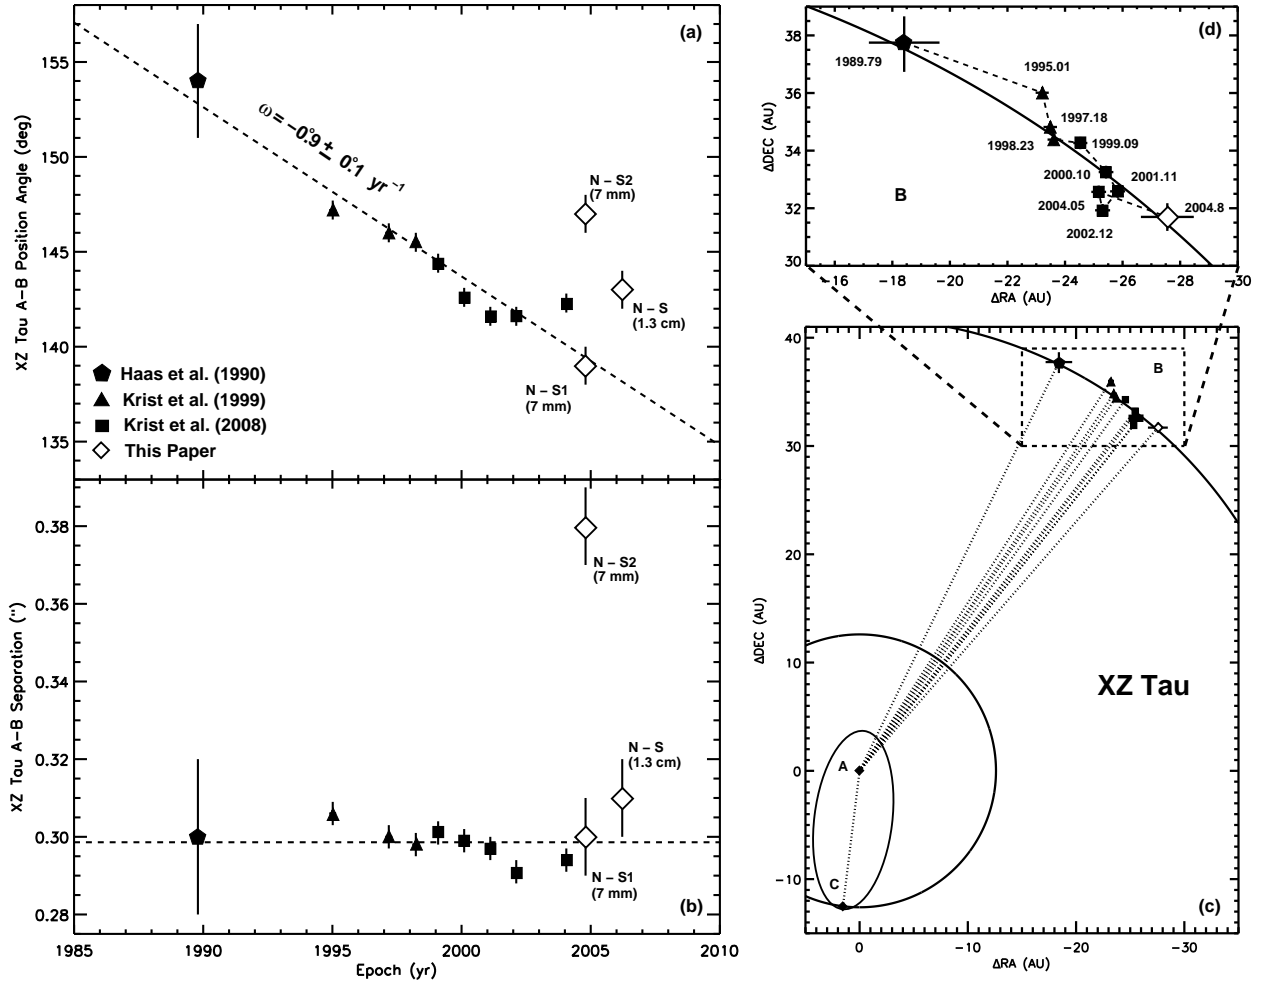 (a)
155
150
145
140
135
XZ Tau A−B Position Angle (deg)
ω = −0°.9 ± 0°.1 yr⁻¹
N − S2
(7 mm)
N − S
(1.3 cm)
N − S1
(7 mm)
Haas et al. (1990)
Krist et al. (1999)
Krist et al. (2008)
This Paper
0.38
0.36
0.34
0.32
0.30
0.28
XZ Tau A−B Separation (")
N − S2
(7 mm)
N − S
(1.3 cm)
N − S1
(7 mm)
(b)
1985 1990 1995 2000 2005 2010
Epoch (yr)
(d)
38
36
34
32
30
ΔDEC (AU)
1989.79
1995.01
1997.18
1998.23
1999.09
2000.10
2001.11
2004.05
2004.8
2002.12
B
−16 −18 −20 −22 −24 −26 −28 −30
ΔRA (AU)
40
30
20
10
0
−10
ΔDEC (AU)
B
XZ Tau
A
C
(c)
0 −10 −20 −30
ΔRA (AU)